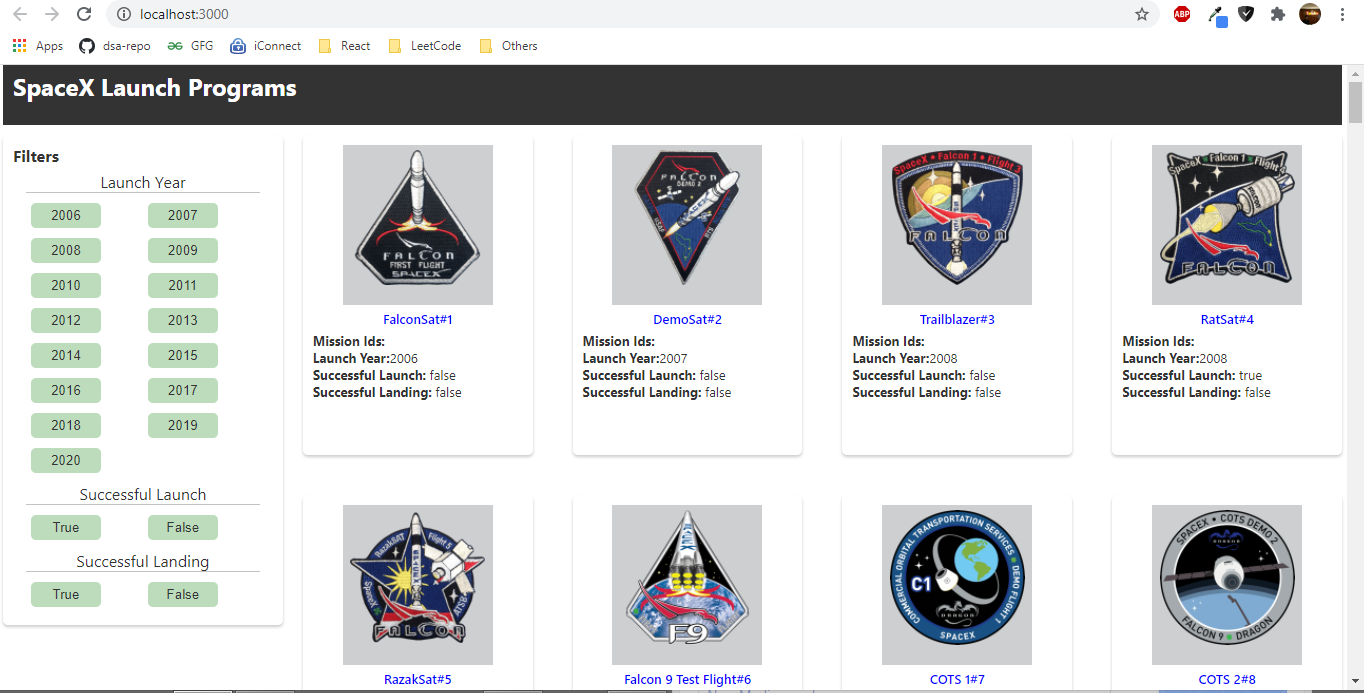 localhost:3000
ABP
Apps dsa-repo GFG iConnect React LeetCode Others
SpaceX Launch Programs
Filters
Launch Year
2006 2007
2008 2009
2010 2011
2012 2013
2014 2015
2016 2017
2018 2019
2020
Successful Launch
True False
Successful Landing
True False
FALCON
FIRST FLIGHT
SPACEX
FalconSat#1
Mission Ids:
Launch Year:2006
Successful Launch: false
Successful Landing: false
FALCON
DEMO 2
DemoSat#2
Mission Ids:
Launch Year:2007
Successful Launch: false
Successful Landing: false
SpaceX • Falcon 1 • Flight 3
FALCON
Trailblazer#3
Mission Ids:
Launch Year:2008
Successful Launch: false
Successful Landing: false
SpaceX Falcon 1 Flight
FALCON
RatSat#4
Mission Ids:
Launch Year:2008
Successful Launch: true
Successful Landing: false
RazakSAT Flight 5
SpaceX ATSB
FALCON
RazakSat#5
F9
Falcon 9 Test Flight#6
COMMERCIAL ORBITAL TRANSPORTATION SERVICES DEMO FLIGHT 1
C1
DRAGON
SPACEX
COTS 1#7
SPACEX • COTS DEMO 2
DRAGON
FALCON 9 • DRAGON
COTS 2#8